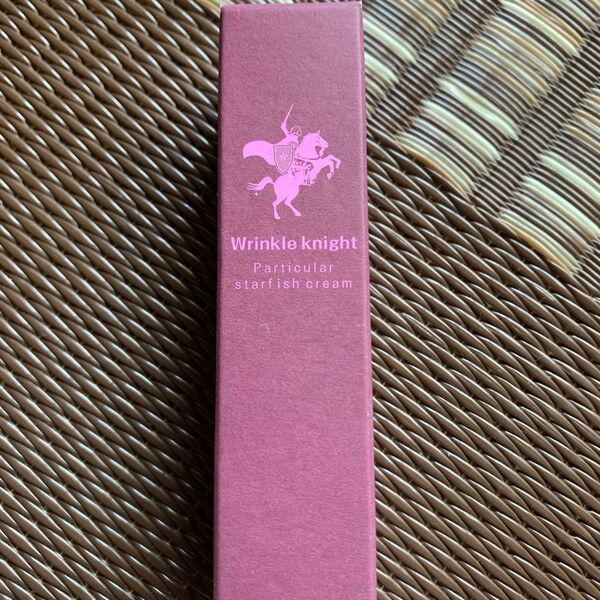 Wrinkle knight
Particular
starfish cream